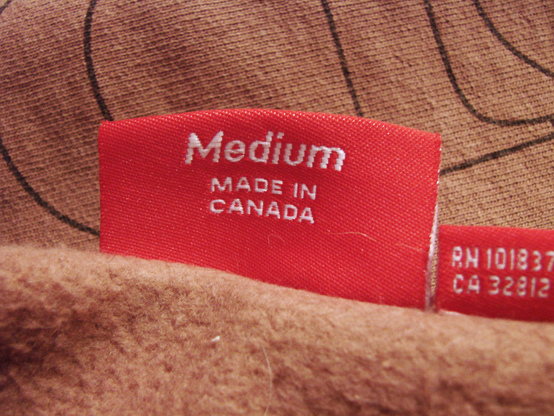 Medium
MADE IN
CANADA
RN 101837
CA 32812